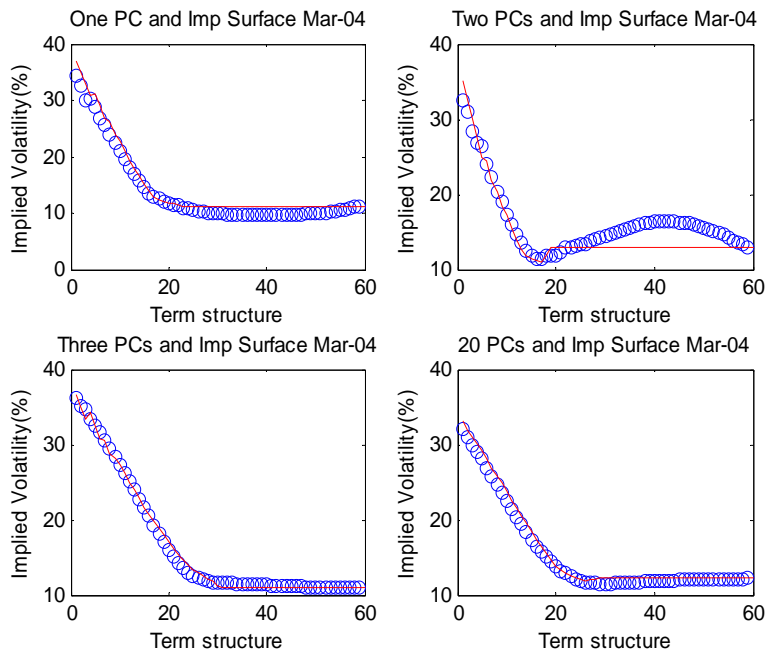 One PC and Imp Surface Mar-04
40
30
20
10
0
0
20
40
60
Implied Volatility(%)
Term structure
Two PCs and Imp Surface Mar-04
40
30
20
10
0
20
40
60
Implied Volatility(%)
Term structure
Three PCs and Imp Surface Mar-04
40
30
20
10
0
20
40
60
Implied Volatility(%)
Term structure
20 PCs and Imp Surface Mar-04
40
30
20
10
0
20
40
60
Implied Volatility(%)
Term structure